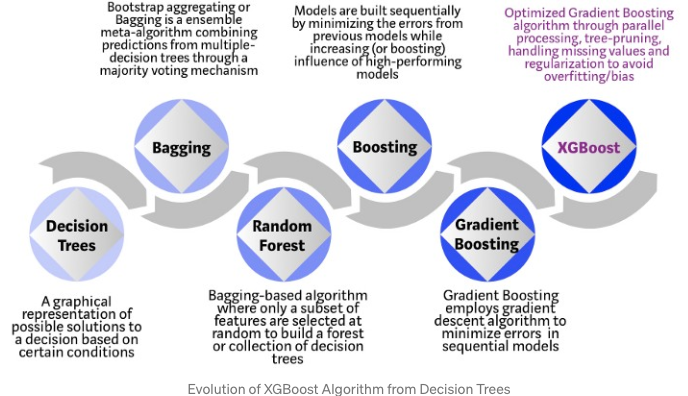 Bootstrap aggregating or
Bagging is a ensemble
meta-algorithm combining
predictions from multiple-
decision trees through a
majority voting mechanism
Models are built sequentially
by minimizing the errors from
previous models while
increasing (or boosting)
influence of high-performing
models
Optimized Gradient Boosting
algorithm through parallel
processing, tree-pruning,
handling missing values and
regularization to avoid
overfitting/bias
Bagging
Boosting
XGBoost
Decision
Trees
Random
Forest
Gradient
Boosting
A graphical
representation of
possible solutions to
a decision based on
certain conditions
Bagging-based algorithm
where only a subset of
features are selected at
random to build a forest
or collection of decision
trees
Gradient Boosting
employs gradient
descent algorithm to
minimize errors in
sequential models
Evolution of XGBoost Algorithm from Decision Trees